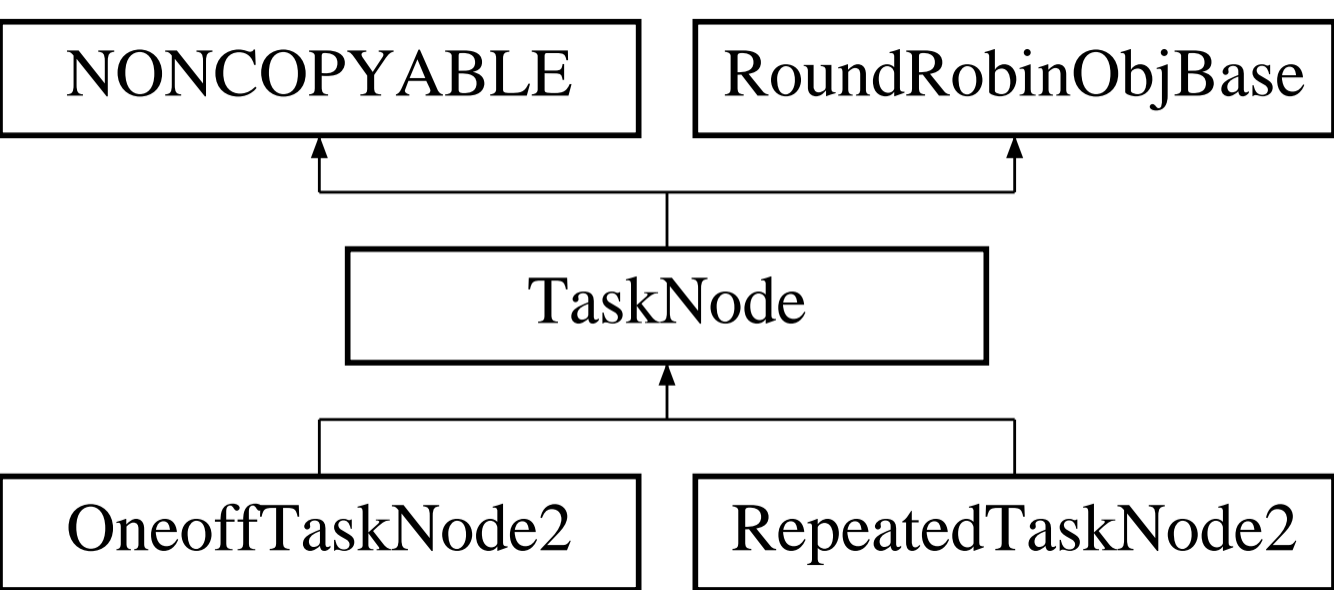 NONCOPYABLE
RoundRobinObjBase
TaskNode
OneoffTaskNode2
RepeatedTaskNode2